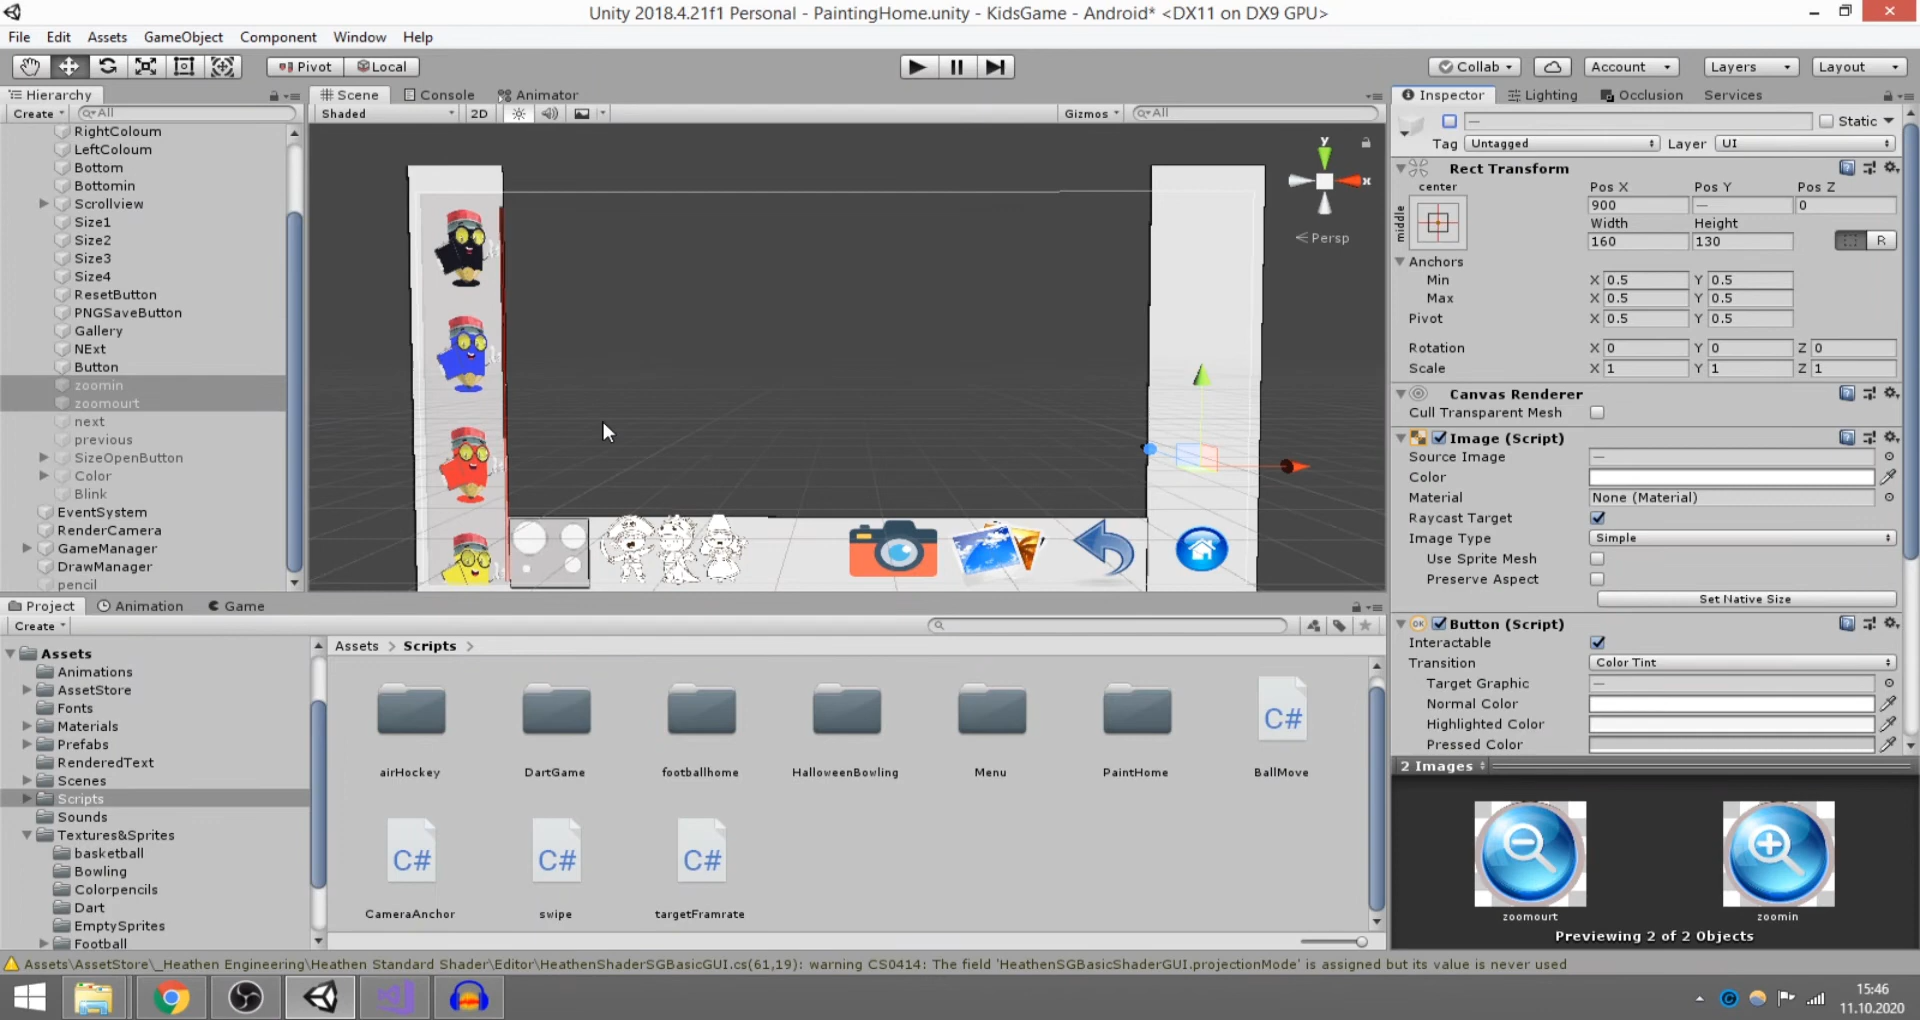 Unity 2018.4.21f1 Personal - PaintingHome.unity - KidsGame - Android* <DX11 on DX9 GPU>
File Edit Assets GameObject Component Window Help
Pivot Local Collab Account Layers Layout
Hierarchy Scene Console Animator Inspector Lighting Occlusion Services
Create All Shaded 2D Gizmos All
RightColoum
LeftColoum
Bottom
Bottomin
Scrollview
Size1
Size2
Size3
Size4
ResetButton
PNGSaveButton
Gallery
NExt
Button
zoomin
zoomourt
next
previous
SizeOpenButton
Color
Blink
EventSystem
RenderCamera
GameManager
DrawManager
pencil
y
x
Persp
Static
Tag Untagged Layer UI
Rect Transform
center Pos X Pos Y Pos Z
middle
900 — 0
Width Height
160 130 R
Anchors
Min X 0.5 Y 0.5
Max X 0.5 Y 0.5
Pivot X 0.5 Y 0.5
Rotation X 0 Y 0 Z 0
Scale X 1 Y 1 Z 1
Canvas Renderer
Cull Transparent Mesh
Image (Script)
Source Image —
Color
Material None (Material)
Raycast Target
Image Type Simple
Use Sprite Mesh
Preserve Aspect
Set Native Size
OK Button (Script)
Interactable
Transition Color Tint
Target Graphic —
Normal Color
Highlighted Color
Pressed Color
2 Images
zoomourt zoomin
Previewing 2 of 2 Objects
Project Animation Game
Create
Assets
Animations
AssetStore
Fonts
Materials
Prefabs
RenderedText
Scenes
Scripts
Sounds
Textures&Sprites
basketball
Bowling
Colorpencils
Dart
EmptySprites
Football
Assets > Scripts >
airHockey DartGame footballhome HalloweenBowling Menu PaintHome C# BallMove
C# C# C#
CameraAnchor swipe targetFramrate
Assets\AssetStore\_Heathen Engineering\Heathen Standard Shader\Editor\HeathenShaderSGBasicGUI.cs(61,19): warning CS0414: The field 'HeathenSGBasicShaderGUI.projectionMode' is assigned but its value is never used
15:46
11.10.2020